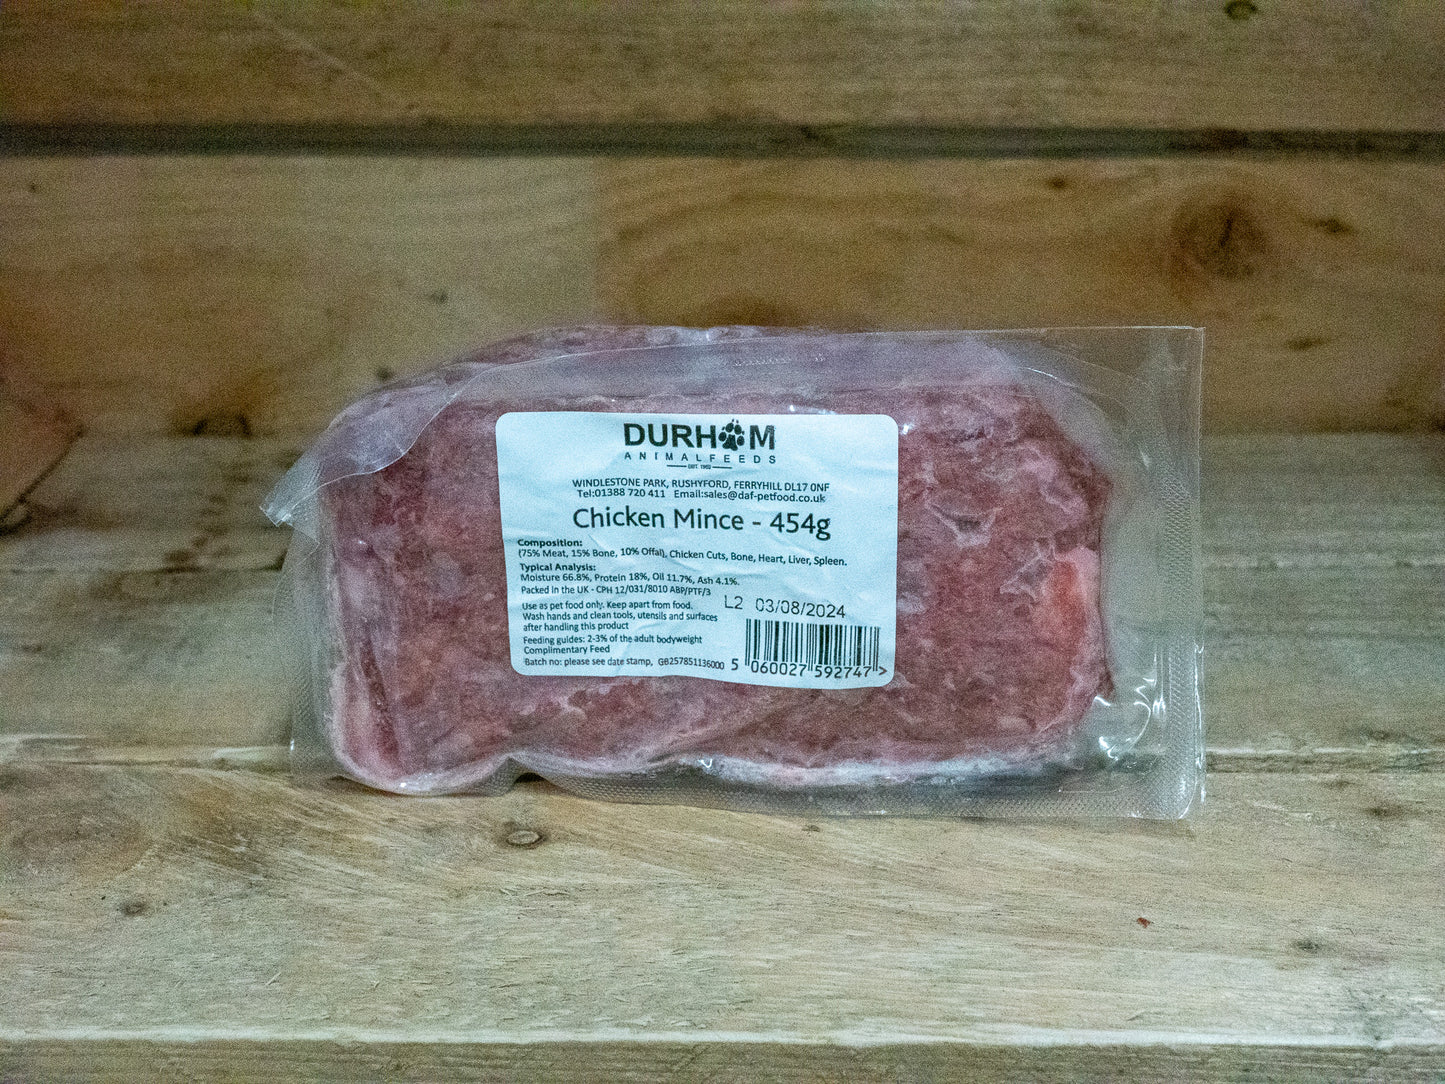 DURHAM
ANIMALFEEDS
EST. 1962
WINDLESTONE PARK, RUSHYFORD, FERRYHILL DL17 0NF
Tel:01388 720 411 Email:sales@daf-petfood.co.uk
Chicken Mince - 454g
Composition:
(75% Meat, 15% Bone, 10% Offal), Chicken Cuts, Bone, Heart, Liver, Spleen.
Typical Analysis:
Moisture 66.8%, Protein 18%, Oil 11.7%, Ash 4.1%.
Packed in the UK - CPH 12/031/8010 ABP/PTF/3
L2 03/08/2024
Use as pet food only. Keep apart from food.
Wash hands and clean tools, utensils and surfaces
after handling this product
Feeding guides: 2-3% of the adult bodyweight
Complimentary Feed
Batch no: please see date stamp, GB257851136000
5 060027 592747 >